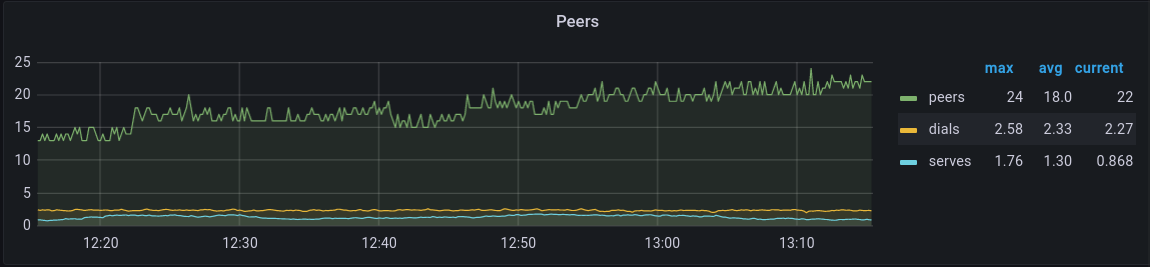 Peers
25
20
15
10
5
0
12:20 12:30 12:40 12:50 13:00 13:10
max avg current
peers 24 18.0 22
dials 2.58 2.33 2.27
serves 1.76 1.30 0.868